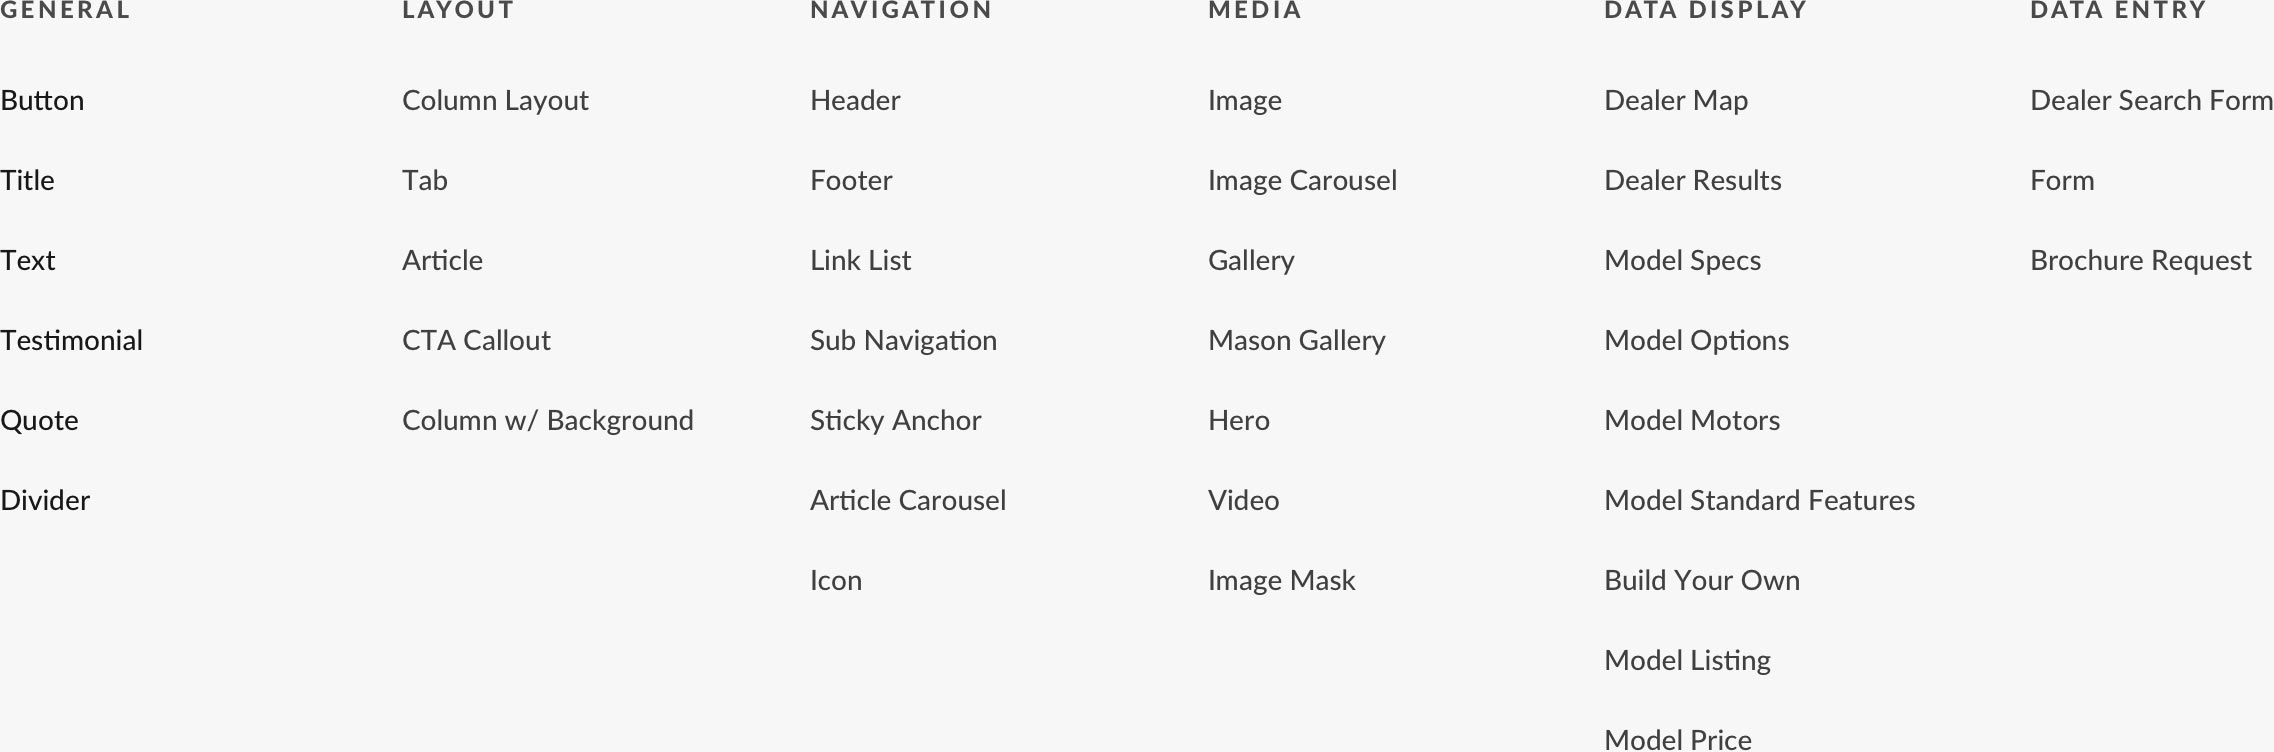 GENERAL
Button
Title
Text
Testimonial
Quote
Divider
LAYOUT
Column Layout
Tab
Article
CTA Callout
Column w/ Background
NAVIGATION
Header
Footer
Link List
Sub Navigation
Sticky Anchor
Article Carousel
Icon
MEDIA
Image
Image Carousel
Gallery
Mason Gallery
Hero
Video
Image Mask
DATA DISPLAY
Dealer Map
Dealer Results
Model Specs
Model Options
Model Motors
Model Standard Features
Build Your Own
Model Listing
Model Price
DATA ENTRY
Dealer Search Form
Form
Brochure Request